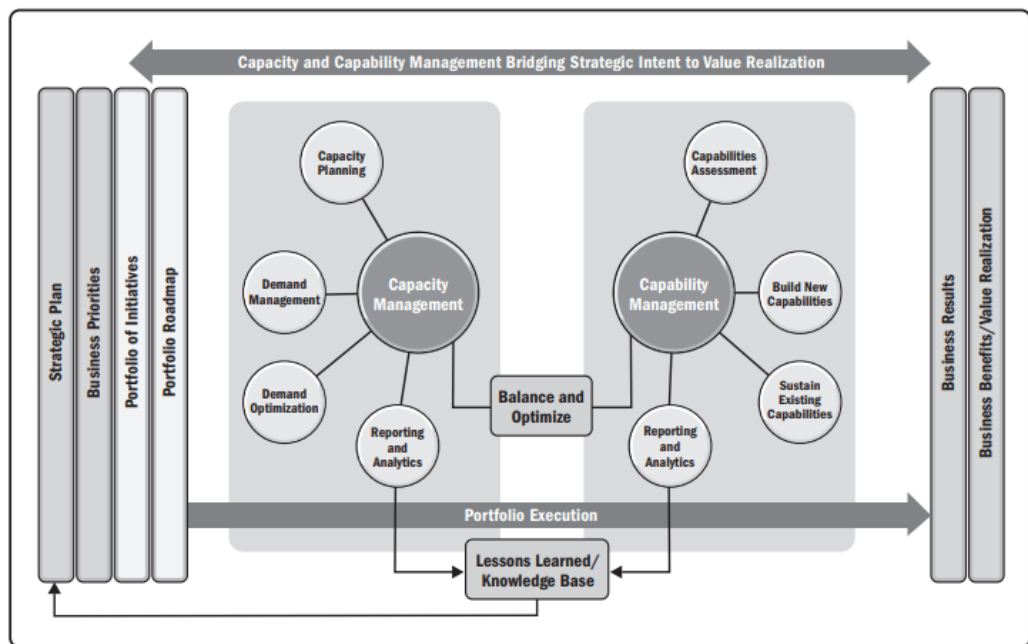 Capacity and Capability Management Bridging Strategic Intent to Value Realization
Strategic Plan
Business Priorities
Portfolio of Initiatives
Portfolio Roadmap
Capacity
Planning
Demand
Management
Demand
Optimization
Reporting
and
Analytics
Capacity
Management
Balance and
Optimize
Capabilities
Assessment
Capability
Management
Build New
Capabilities
Sustain
Existing
Capabilities
Reporting
and
Analytics
Portfolio Execution
Lessons Learned/
Knowledge Base
Business Results
Business Benefits/Value Realization